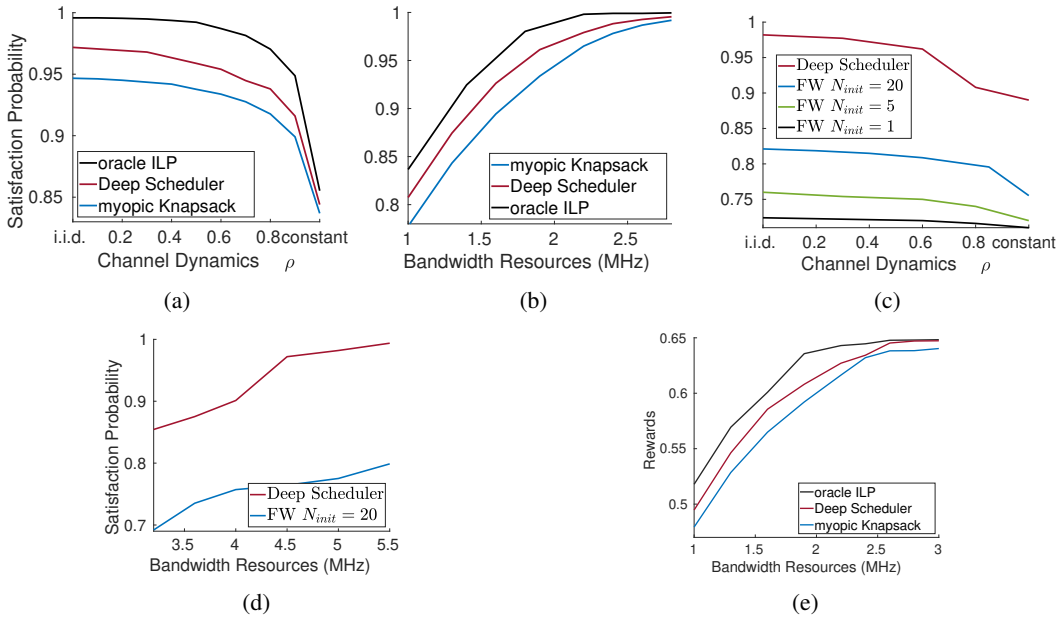 1
0.95
0.9
0.85
Satisfaction Probability
oracle ILP
Deep Scheduler
myopic Knapsack
i.i.d. 0.2 0.4 0.6 0.8 constant
Channel Dynamics ρ
(a)
1
0.95
0.9
0.85
0.8
myopic Knapsack
Deep Scheduler
oracle ILP
1 1.5 2 2.5
Bandwidth Resources (MHz)
(b)
1
0.95
0.9
0.85
0.8
0.75
Deep Scheduler
FW N_init = 20
FW N_init = 5
FW N_init = 1
i.i.d. 0.2 0.4 0.6 0.8 constant
Channel Dynamics ρ
(c)
1
0.9
0.8
0.7
Satisfaction Probability
Deep Scheduler
FW N_init = 20
3.5 4 4.5 5 5.5
Bandwidth Resources (MHz)
(d)
0.65
0.6
0.55
0.5
Rewards
oracle ILP
Deep Scheduler
myopic Knapsack
1 1.5 2 2.5 3
Bandwidth Resources (MHz)
(e)